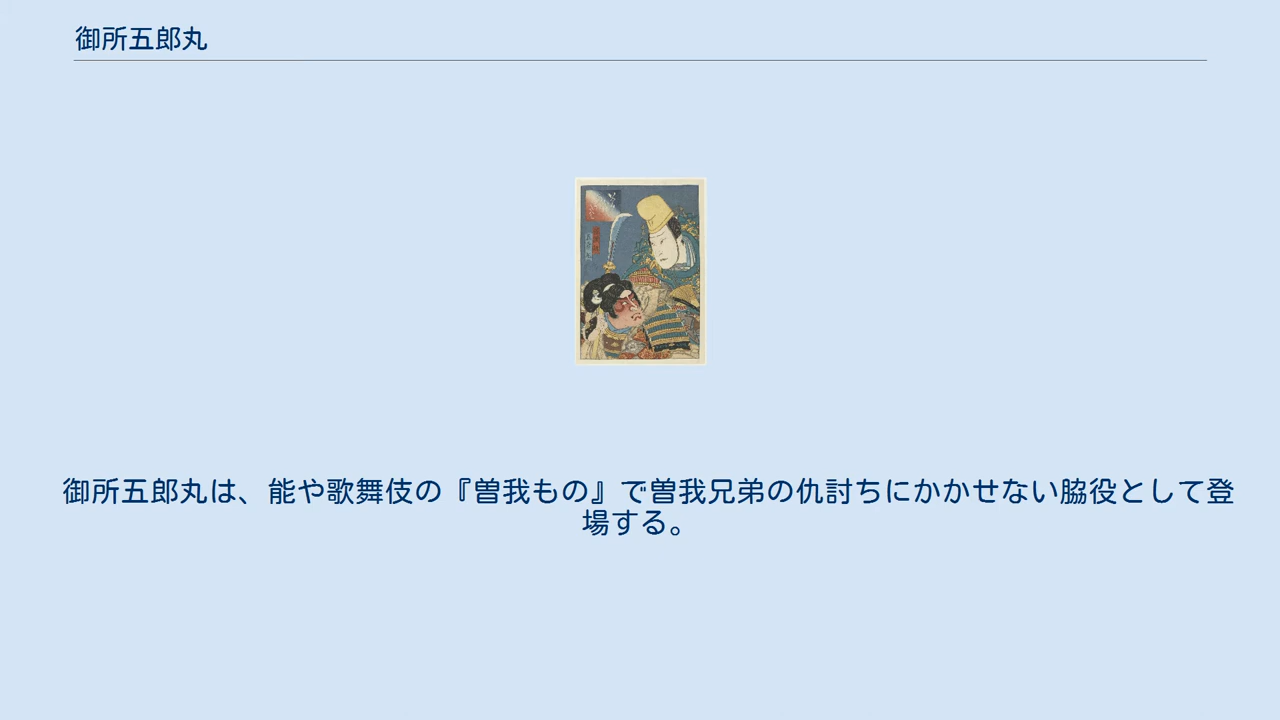 御所五郎丸
御所五郎丸は、能や歌舞伎の『曽我もの』で曽我兄弟の仇討ちにかかせない脇役として登
場する。